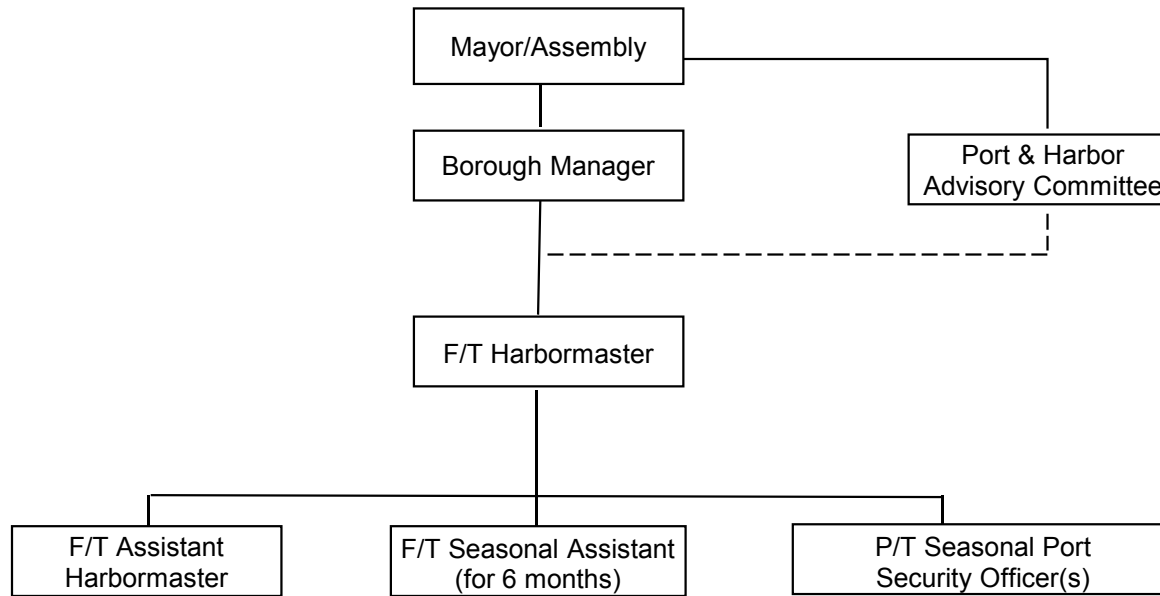 Mayor/Assembly
Borough Manager
Port & Harbor
Advisory Committee
F/T Harbormaster
F/T Assistant
Harbormaster
F/T Seasonal Assistant
(for 6 months)
P/T Seasonal Port
Security Officer(s)